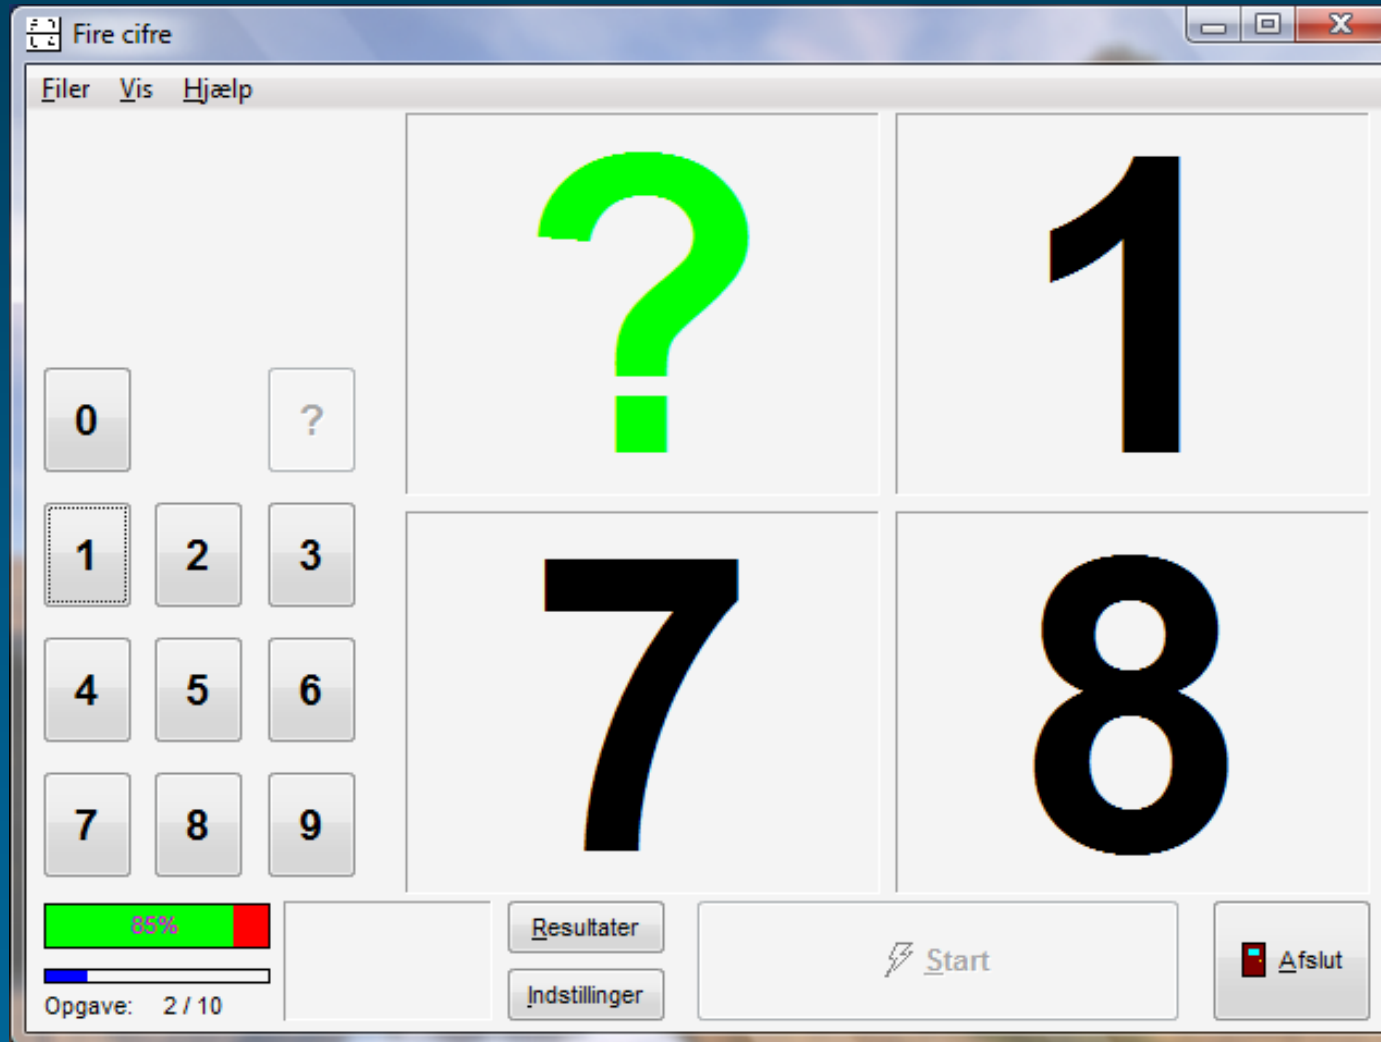 Fire cifre
Filer Vis Hjælp
? 1
0 ?
1 2 3
7 8
4 5 6
7 8 9
85%
Opgave: 2 / 10
Resultater
Indstillinger
Start
Afslut